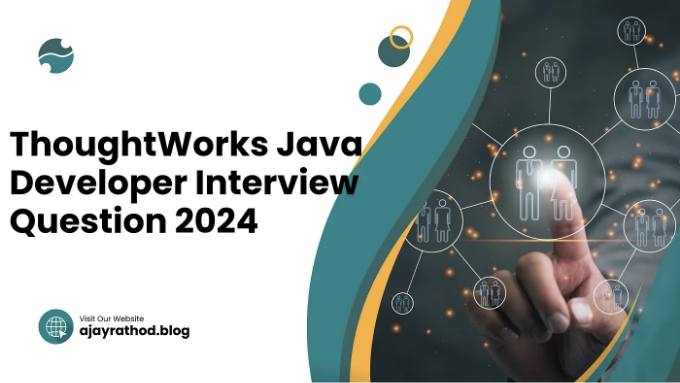 ThoughtWorks Java
Developer Interview
Question 2024
Visit Our Website
ajayrathod.blog